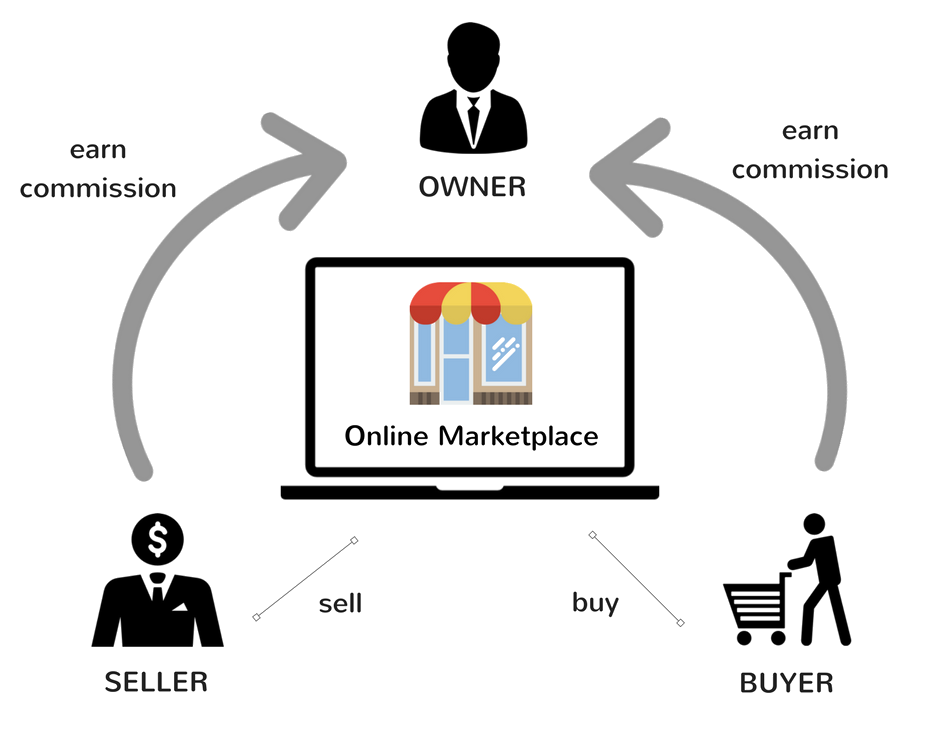 OWNER
earn
commission
earn
commission
Online Marketplace
$
sell
buy
SELLER
BUYER